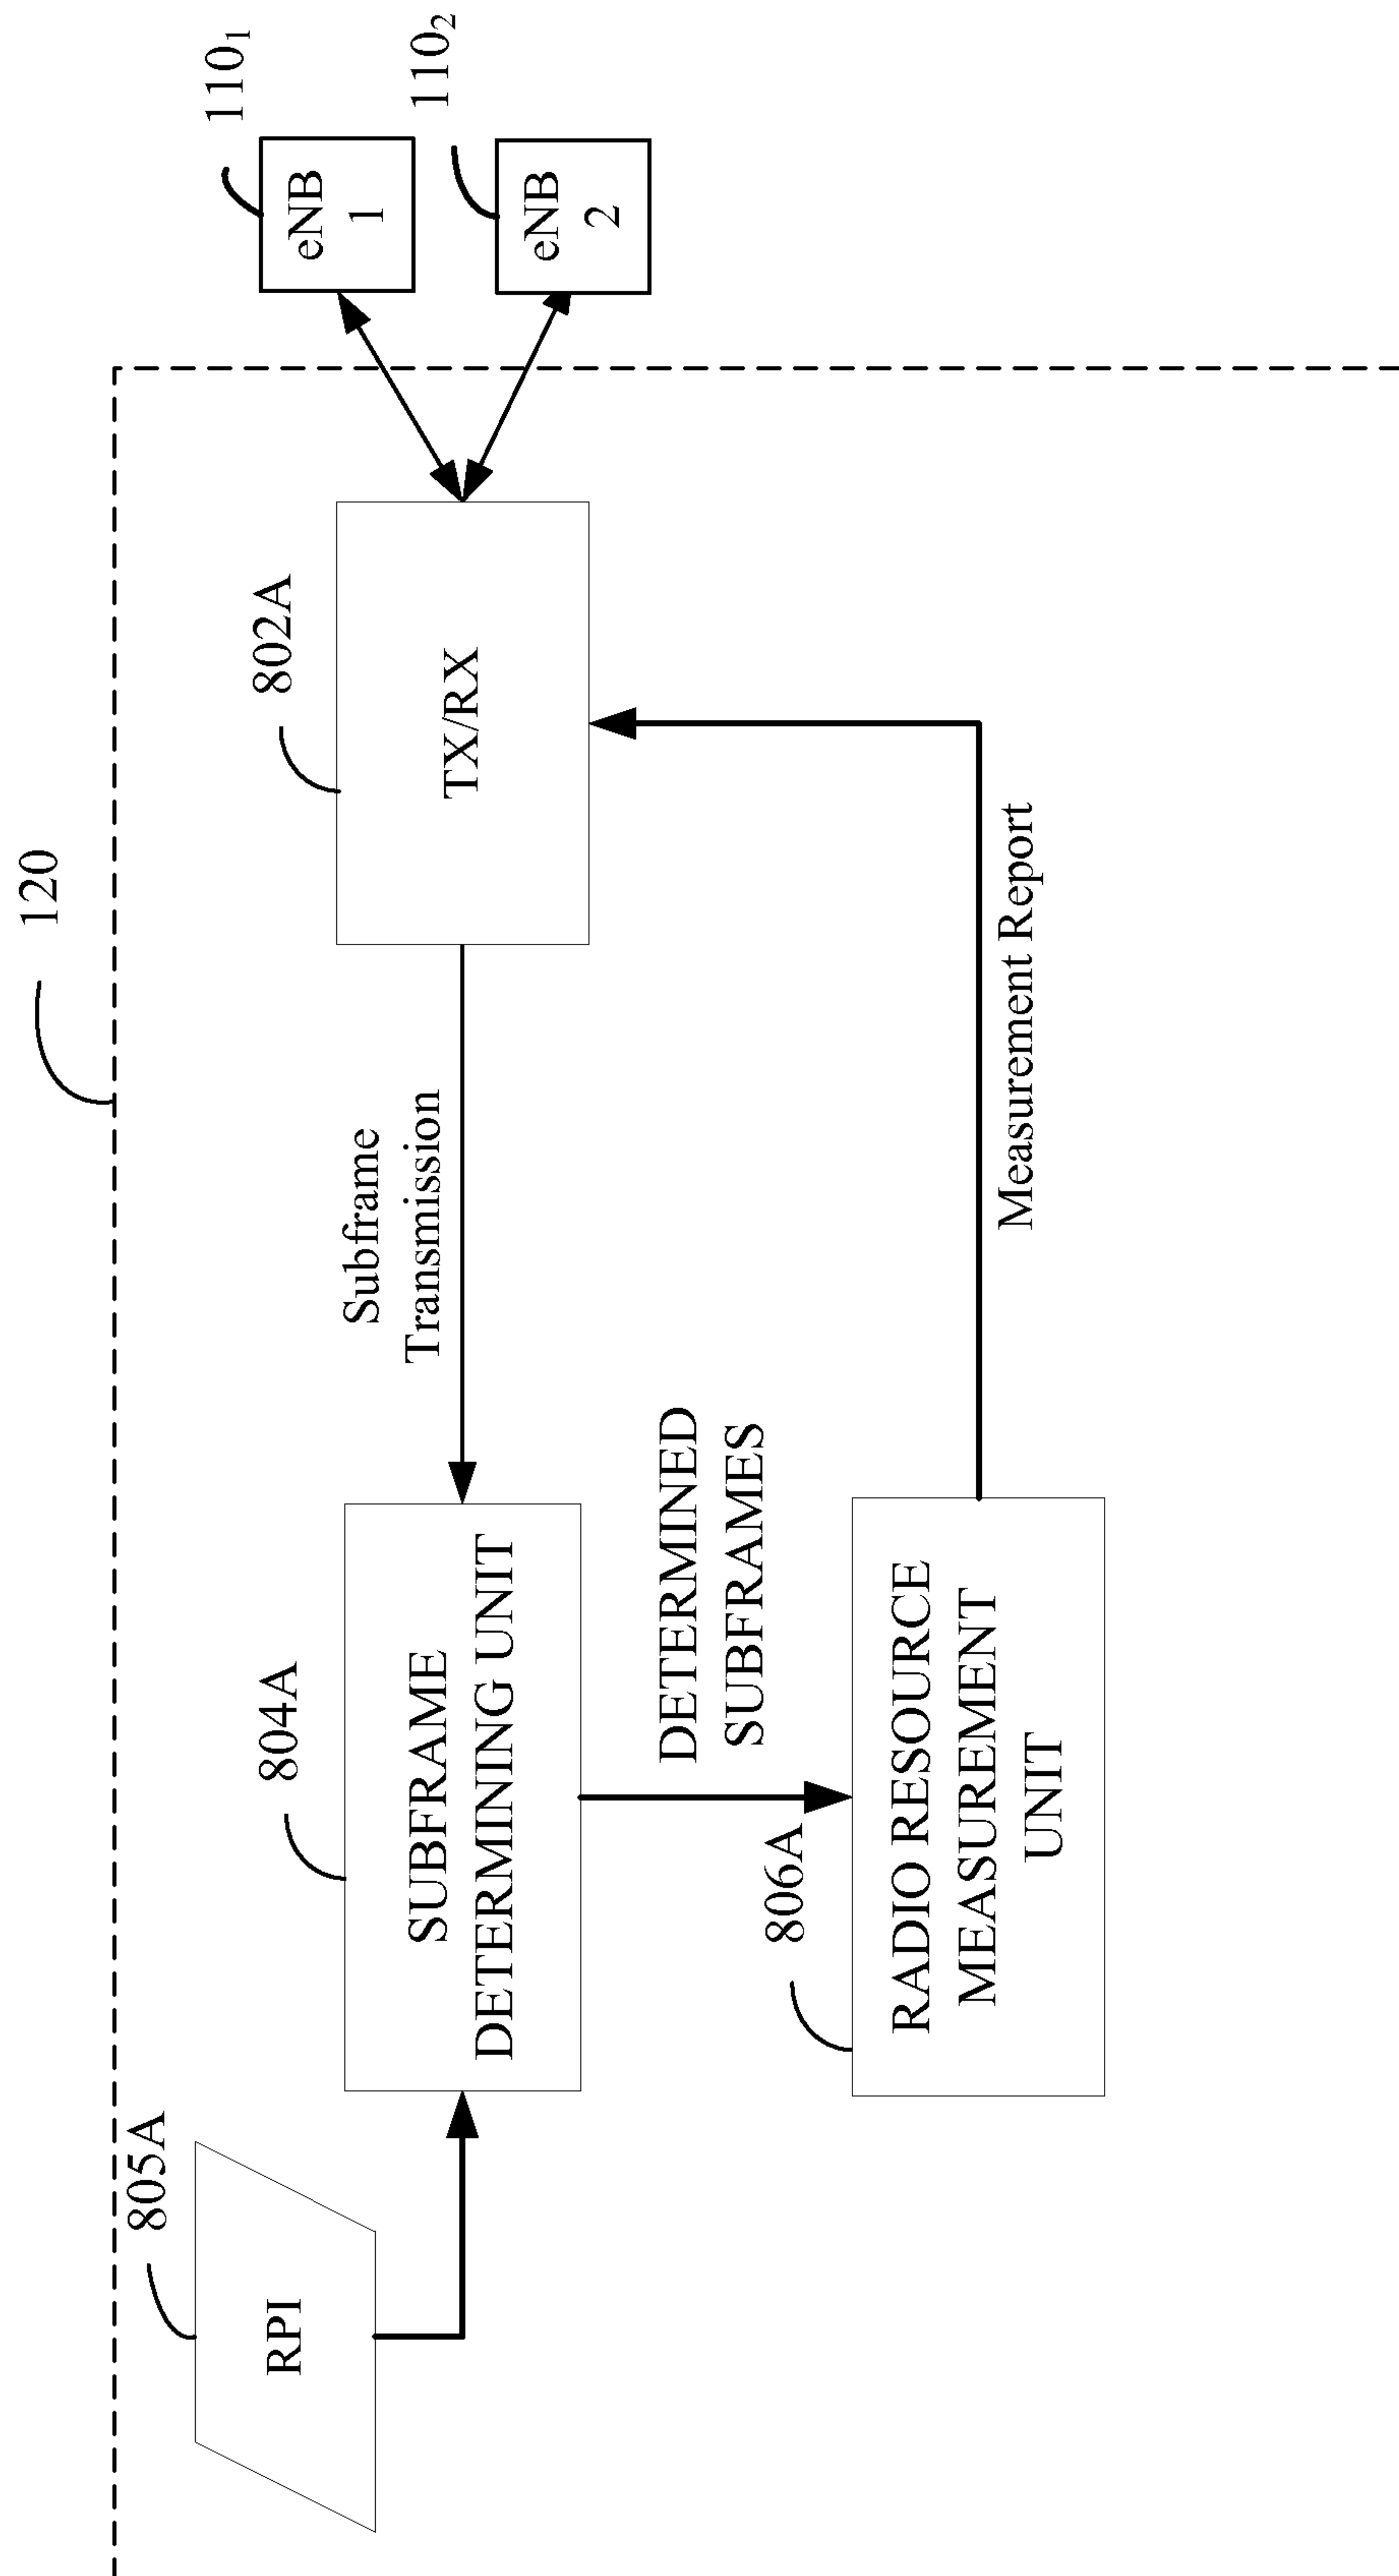 120
805A
RPI
804A
SUBFRAME
DETERMINING UNIT
Subframe
Transmission
802A
TX/RX
110₁
eNB
1
110₂
eNB
2
DETERMINED
SUBFRAMES
806A
RADIO RESOURCE
MEASUREMENT
UNIT
Measurement Report